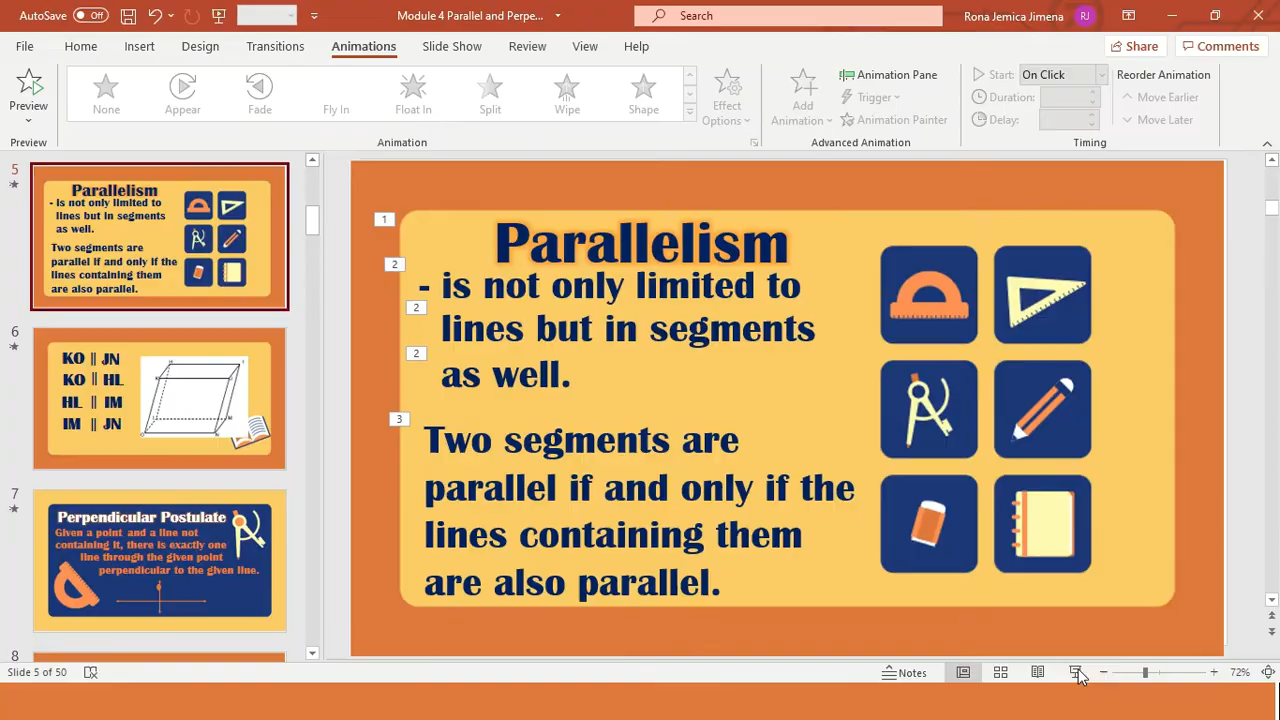 AutoSave Off Module 4 Parallel and Perpe... Search Rona Jemica Jimena RJ
File Home Insert Design Transitions Animations Slide Show Review View Help Share Comments
Preview None Appear Fade Fly In Float In Split Wipe Shape Effect Options Add Animation Animation Pane Start: On Click Reorder Animation
Trigger Duration: Move Earlier
Animation Painter Delay: Move Later
Preview Animation Advanced Animation Timing
5
Parallelism
- is not only limited to
lines but in segments
as well.
Two segments are
parallel if and only if the
lines containing them
are also parallel.
6
KO || JN
KO || HL
HL || IM
IM || JN
7
Perpendicular Postulate
Given a point and a line not
containing it, there is exactly one
line through the given point
perpendicular to the given line.
8
1
Parallelism
2
- is not only limited to
2
lines but in segments
2
as well.
3
Two segments are
parallel if and only if the
lines containing them
are also parallel.
Slide 5 of 50 Notes 72%